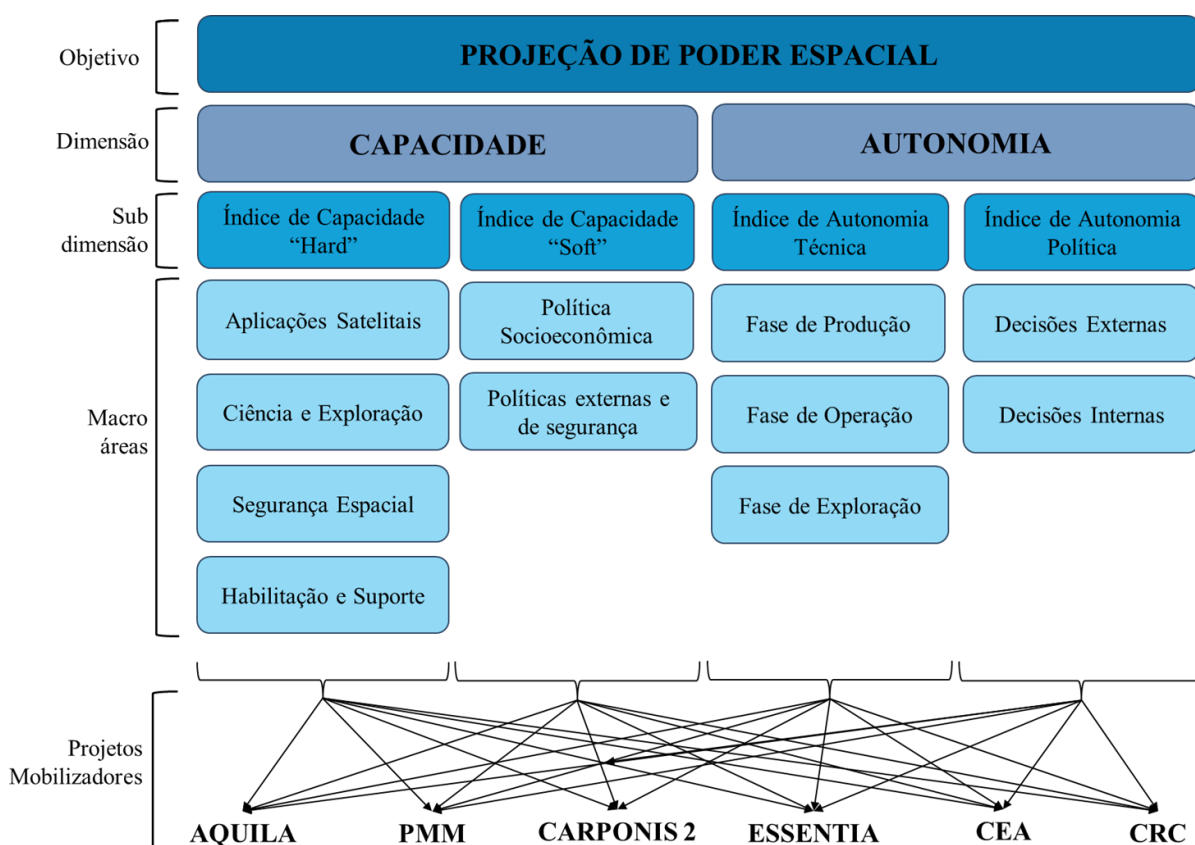 Objetivo
PROJEÇÃO DE PODER ESPACIAL
Dimensão
CAPACIDADE
AUTONOMIA
Sub
dimensão
Índice de Capacidade
“Hard”
Índice de Capacidade
“Soft”
Índice de Autonomia
Técnica
Índice de Autonomia
Política
Macro
áreas
Aplicações Satelitais
Política
Socioeconômica
Fase de Produção
Decisões Externas
Ciência e Exploração
Políticas externas e
de segurança
Fase de Operação
Decisões Internas
Segurança Espacial
Fase de Exploração
Habilitação e Suporte
Projetos
Mobilizadores
AQUILA
PMM
CARPONIS 2
ESSENTIA
CEA
CRC